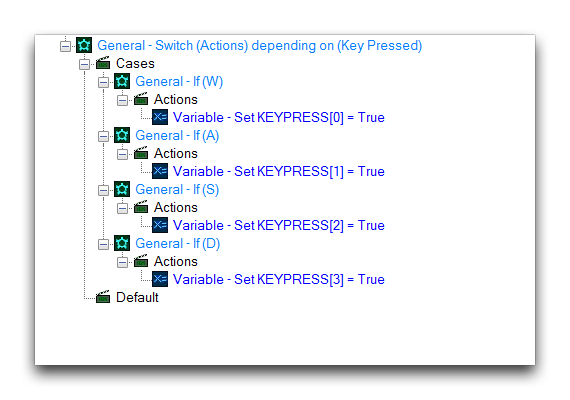 General - Switch (Actions) depending on (Key Pressed)
Cases
General - If (W)
Actions
Variable - Set KEYPRESS[0] = True
General - If (A)
Actions
Variable - Set KEYPRESS[1] = True
General - If (S)
Actions
Variable - Set KEYPRESS[2] = True
General - If (D)
Actions
Variable - Set KEYPRESS[3] = True
Default